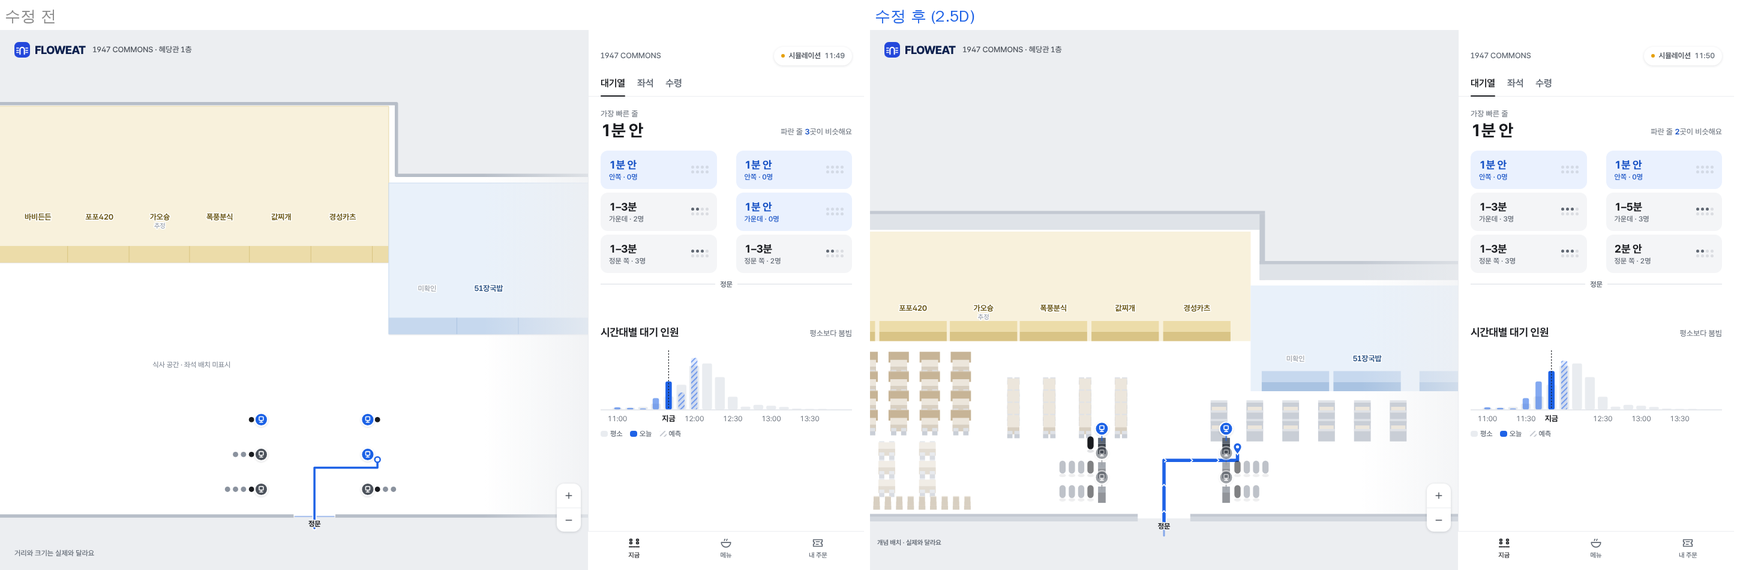 수정 전
FLOWEAT 1947 COMMONS · 혜당관 1층
바비든든 포포420 가오슝 폭풍분식 값찌개 경성카츠
추정
미확인 51장국밥
식사 공간 · 좌석 배치 미표시
정문
거리와 크기는 실제와 달라요
+
−
1947 COMMONS
시뮬레이션 11:49
대기열 좌석 수령
가장 빠른 줄
1분 안
파란 줄 3곳이 비슷해요
1분 안
안쪽 · 0명
1분 안
안쪽 · 0명
1–3분
가운데 · 2명
1분 안
가운데 · 0명
1–3분
정문 쪽 · 3명
1–3분
정문 쪽 · 2명
정문
시간대별 대기 인원
평소보다 붐빔
11:00 지금 12:00 12:30 13:00 13:30
평소 오늘 예측
지금 메뉴 내 주문
수정 후 (2.5D)
FLOWEAT 1947 COMMONS · 혜당관 1층
포포420 가오슝 폭풍분식 값찌개 경성카츠
추정
미확인 51장국밥
정문
개념 배치 · 실제와 달라요
+
−
1947 COMMONS
시뮬레이션 11:50
대기열 좌석 수령
가장 빠른 줄
1분 안
파란 줄 2곳이 비슷해요
1분 안
안쪽 · 0명
1분 안
안쪽 · 0명
1–3분
가운데 · 3명
1–5분
가운데 · 3명
1–3분
정문 쪽 · 3명
2분 안
정문 쪽 · 2명
정문
시간대별 대기 인원
평소보다 붐빔
11:00 11:30 지금 12:30 13:00 13:30
평소 오늘 예측
지금 메뉴 내 주문